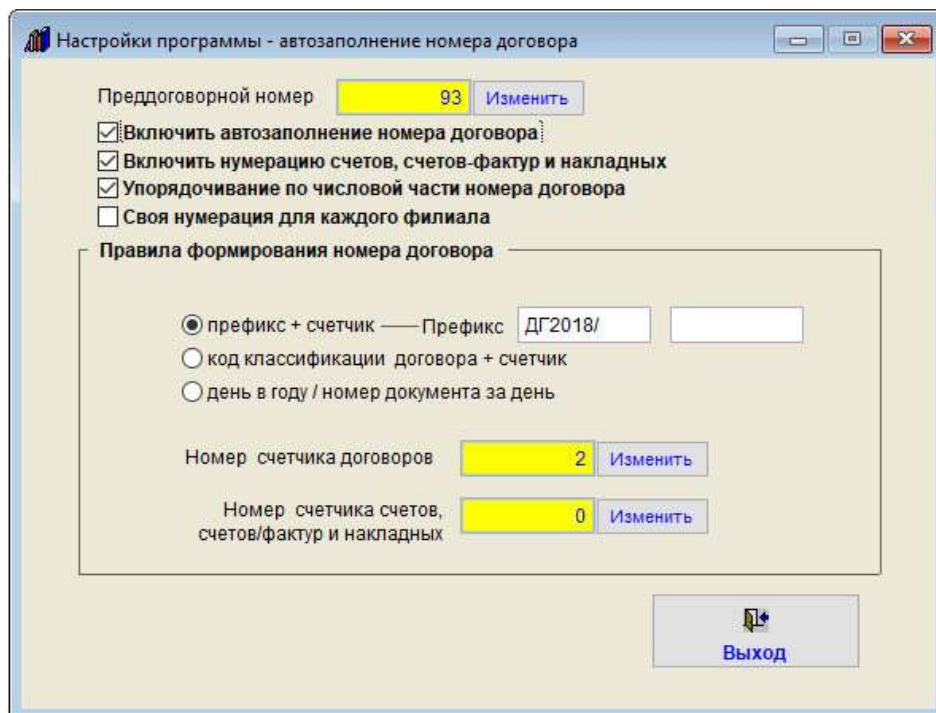 Настройки программы - автозаполнение номера договора
Преддоговорной номер 93 Изменить
Включить автозаполнение номера договора
Включить нумерацию счетов, счетов-фактур и накладных
Упорядочивание по числовой части номера договора
Своя нумерация для каждого филиала
Правила формирования номера договора
префикс + счетчик Префикс ДГ2018/
код классификации договора + счетчик
день в году / номер документа за день
Номер счетчика договоров 2 Изменить
Номер счетчика счетов,
счетов/фактур и накладных 0 Изменить
Выход